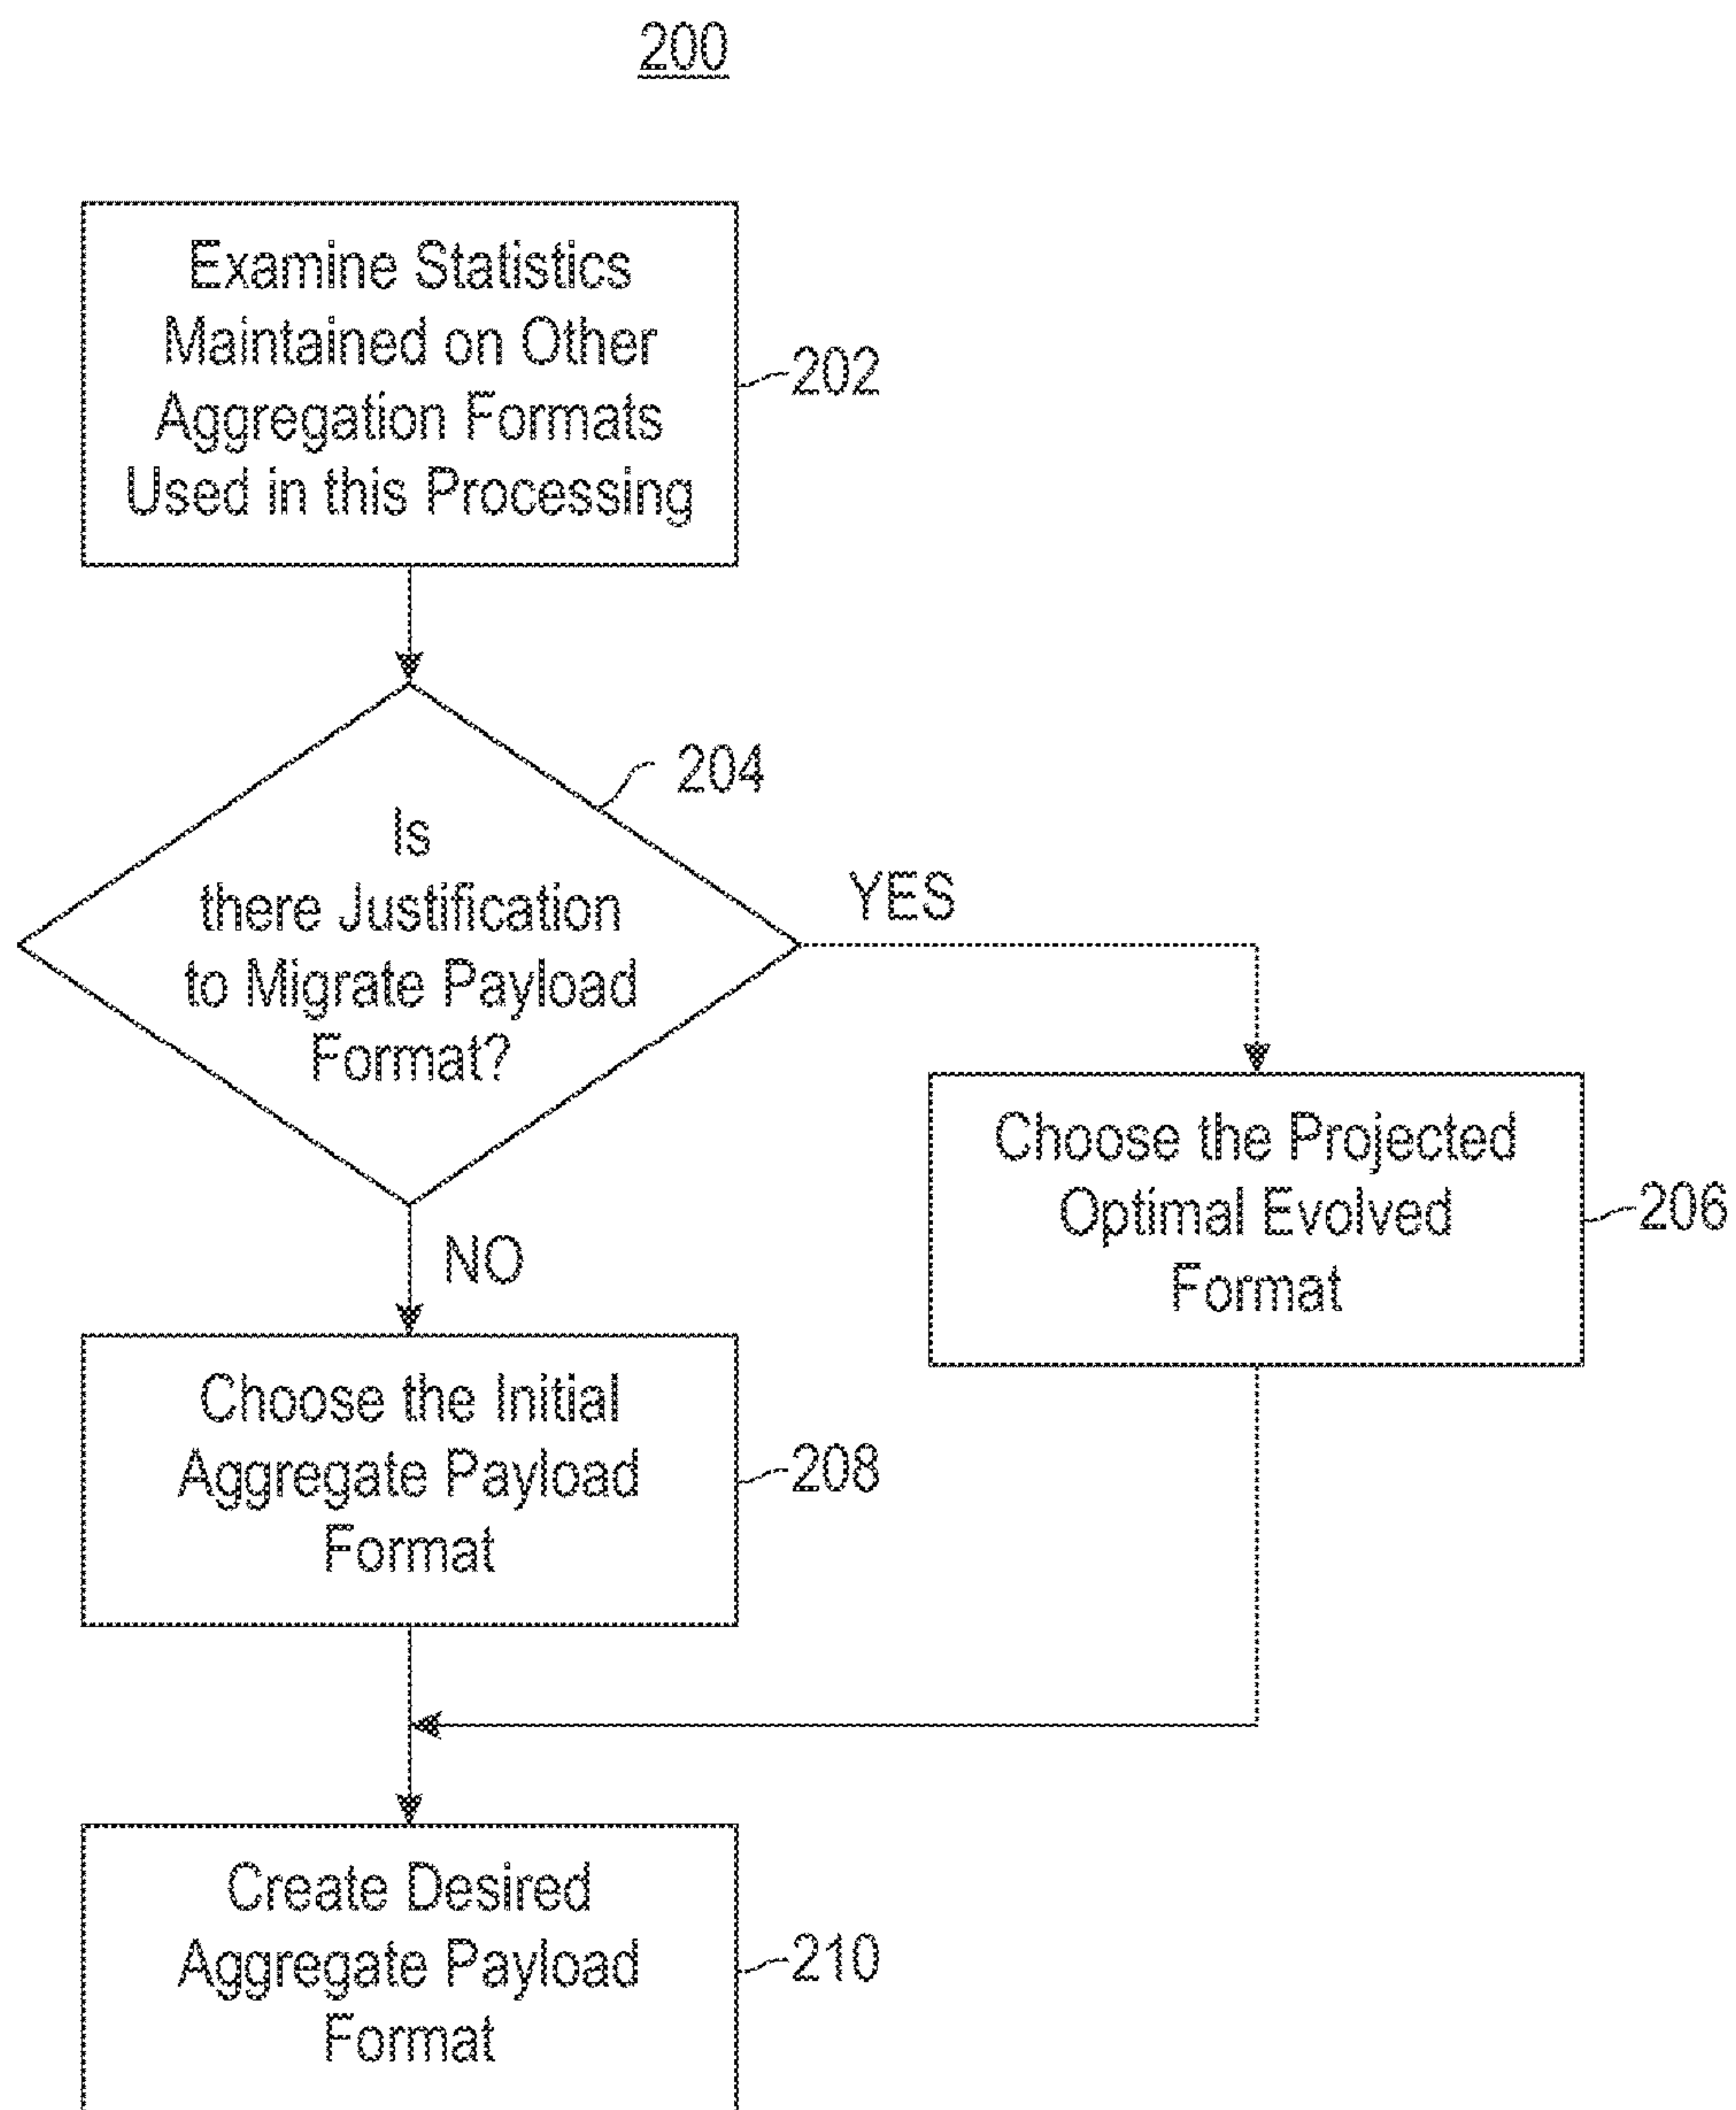 200
Examine Statistics
Maintained on Other
Aggregation Formats
Used in this Processing
202
204
Is
there Justification
to Migrate Payload
Format?
YES
NO
Choose the Projected
Optimal Evolved
Format
206
Choose the Initial
Aggregate Payload
Format
208
Create Desired
Aggregate Payload
Format
210